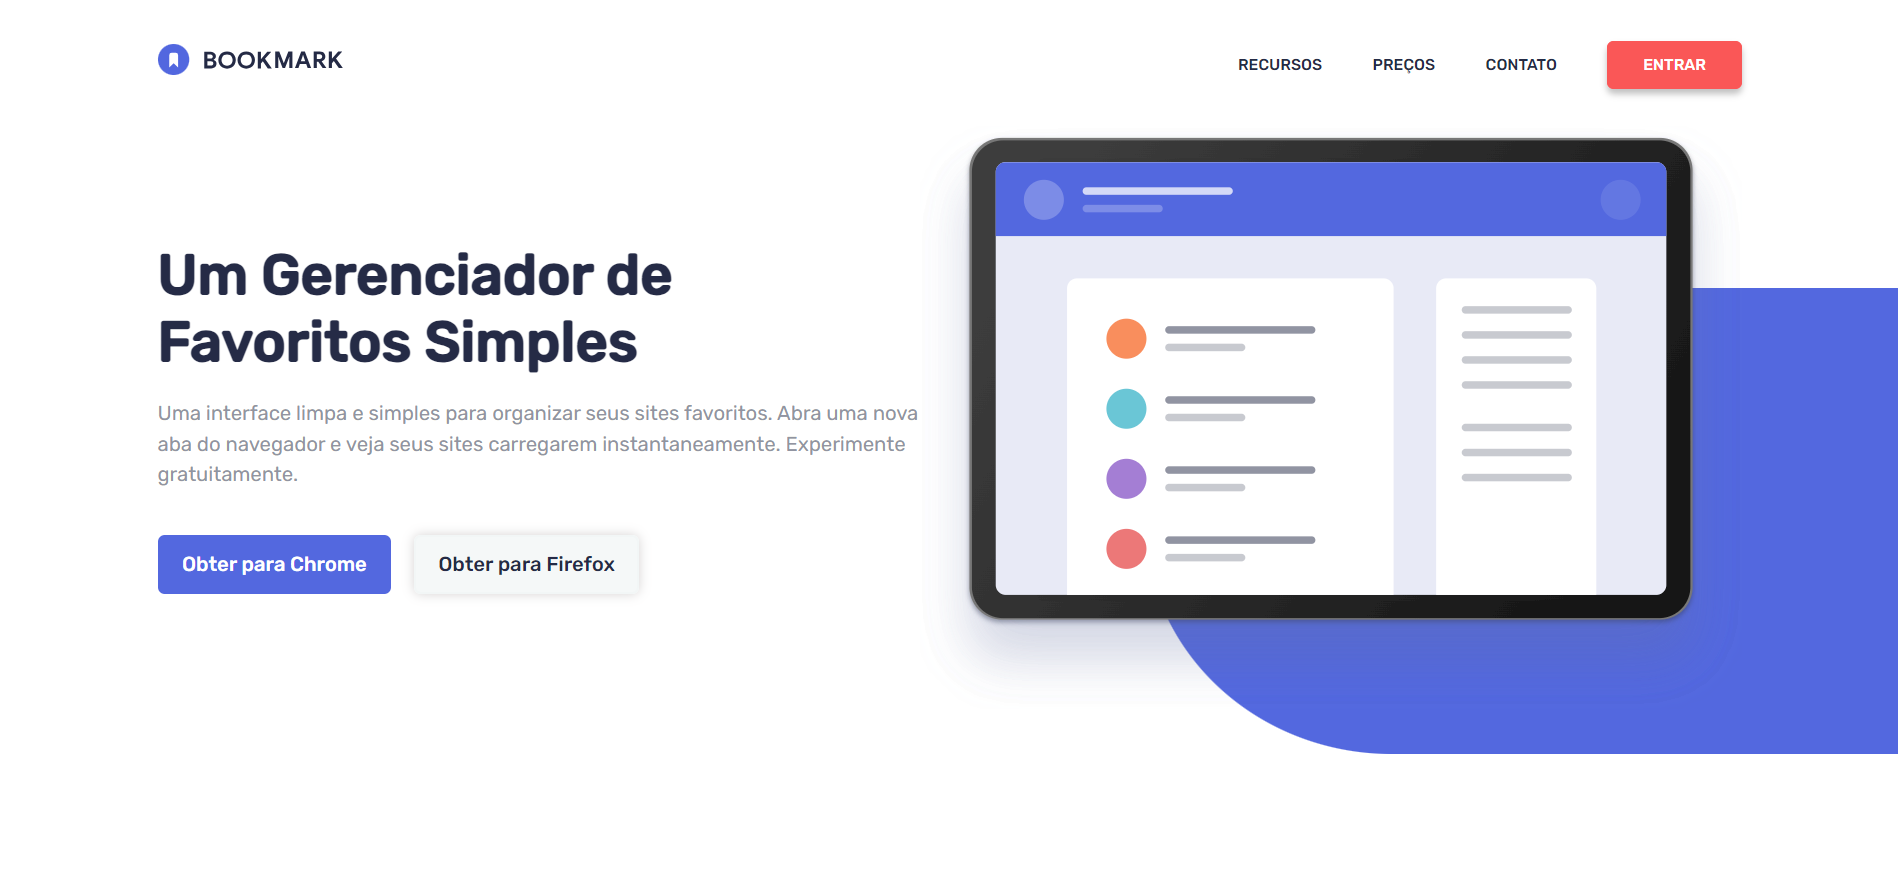 BOOKMARK
RECURSOS
PREÇOS
CONTATO
ENTRAR
Um Gerenciador de
Favoritos Simples
Uma interface limpa e simples para organizar seus sites favoritos. Abra uma nova
aba do navegador e veja seus sites carregarem instantaneamente. Experimente
gratuitamente.
Obter para Chrome
Obter para Firefox